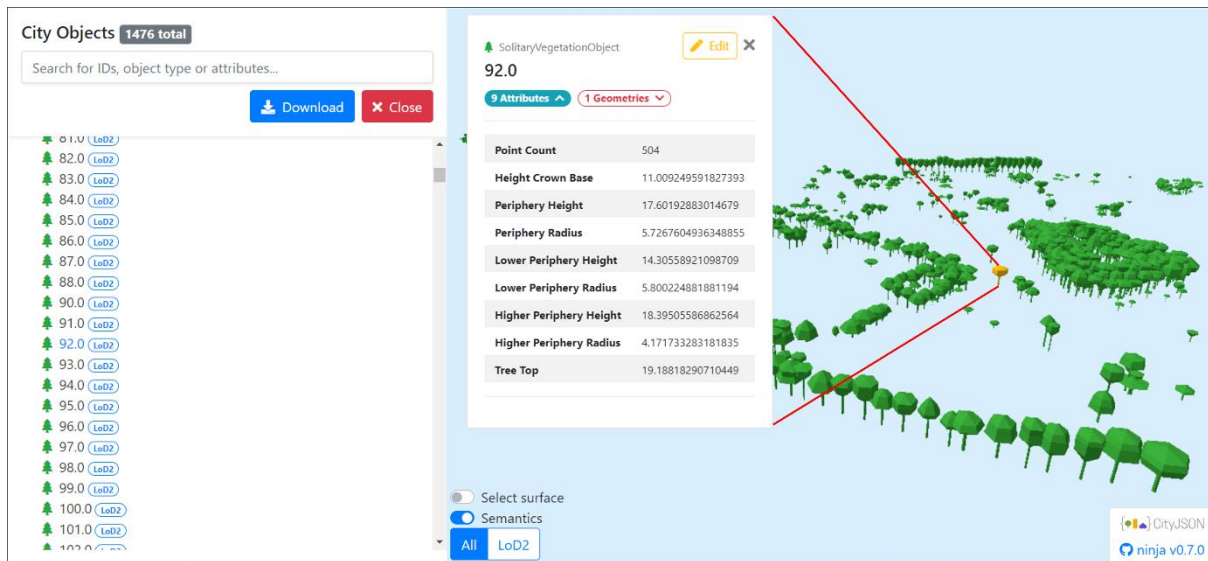 City Objects 1476 total
Search for IDs, object type or attributes...
Download Close
81.0 LoD2
82.0 LoD2
83.0 LoD2
84.0 LoD2
85.0 LoD2
86.0 LoD2
87.0 LoD2
88.0 LoD2
90.0 LoD2
91.0 LoD2
92.0 LoD2
93.0 LoD2
94.0 LoD2
95.0 LoD2
96.0 LoD2
97.0 LoD2
98.0 LoD2
99.0 LoD2
100.0 LoD2
101.0 LoD2
102.0 LoD2
SolitaryVegetationObject Edit
92.0
9 Attributes 1 Geometries
Point Count 504
Height Crown Base 11.009249591827393
Periphery Height 17.60192883014679
Periphery Radius 5.7267604936348855
Lower Periphery Height 14.30558921098709
Lower Periphery Radius 5.800224881881194
Higher Periphery Height 18.39505586862564
Higher Periphery Radius 4.171733283181835
Tree Top 19.18818290710449
Select surface
Semantics
All LoD2
CityJSON
ninja v0.7.0